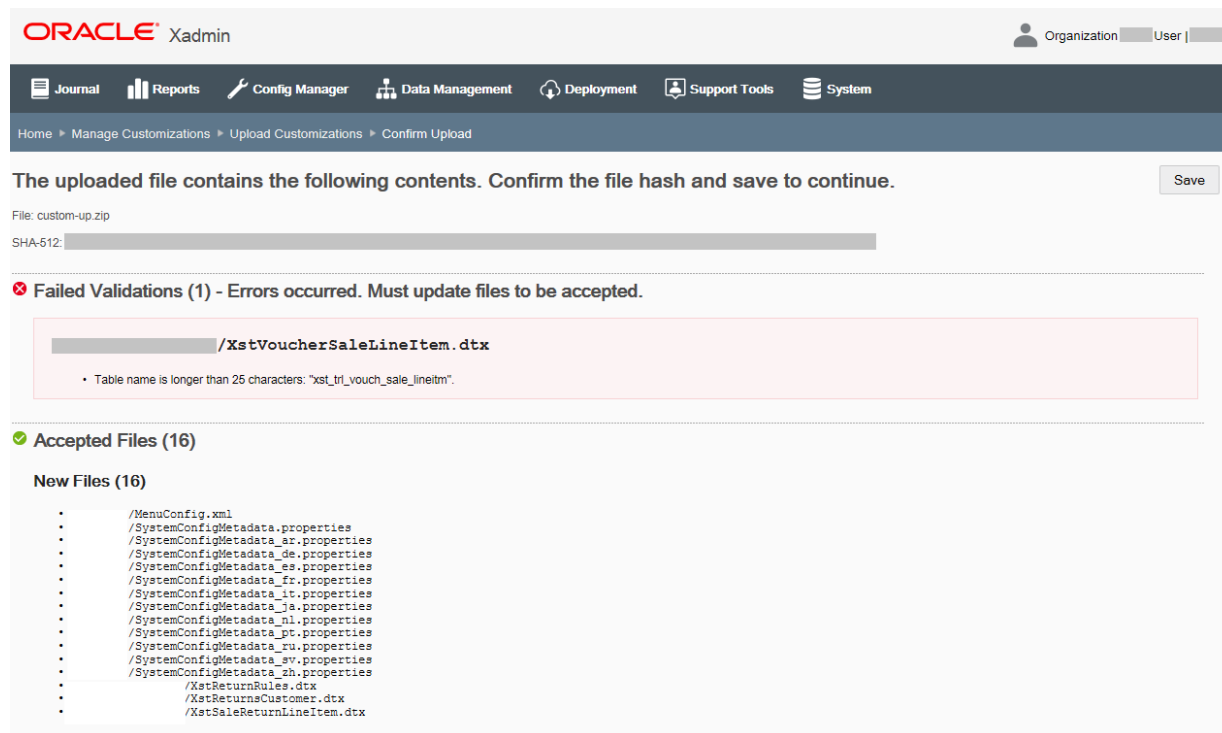 ORACLE Xadmin
Organization User |
Journal Reports Config Manager Data Management Deployment Support Tools System
Home Manage Customizations Upload Customizations Confirm Upload
The uploaded file contains the following contents. Confirm the file hash and save to continue. Save
File: custom-up.zip
SHA-512:
Failed Validations (1) - Errors occurred. Must update files to be accepted.
/XstVoucherSaleLineItem.dtx
• Table name is longer than 25 characters: "xst_trl_vouch_sale_lineitm".
Accepted Files (16)
New Files (16)
• /MenuConfig.xml
• /SystemConfigMetadata.properties
• /SystemConfigMetadata_ar.properties
• /SystemConfigMetadata_de.properties
• /SystemConfigMetadata_es.properties
• /SystemConfigMetadata_fr.properties
• /SystemConfigMetadata_it.properties
• /SystemConfigMetadata_ja.properties
• /SystemConfigMetadata_nl.properties
• /SystemConfigMetadata_pt.properties
• /SystemConfigMetadata_ru.properties
• /SystemConfigMetadata_sv.properties
• /SystemConfigMetadata_zh.properties
• /XstReturnRules.dtx
• /XstReturnsCustomer.dtx
• /XstSaleReturnLineItem.dtx